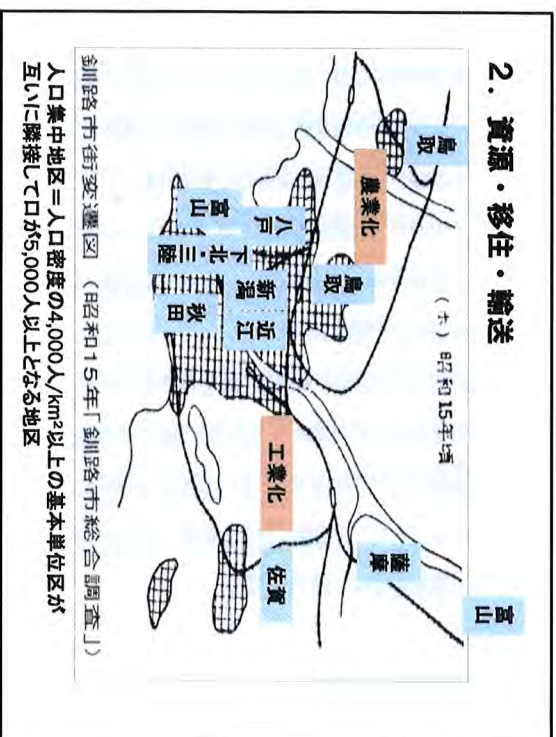 2. 資源・移住・輸送
(ホ) 昭和15年頃
鳥取
農業化
鳥取
富山
八戸
下北・三陸
新潟
近江
秋田
工業化
佐賀
薩摩
富山
釧路市街変遷図 (昭和15年「釧路市総合調査」)
人口集中地区=人口密度の4,000人/km²以上の基本単位区が
互いに隣接して口が5,000人以上となる地区